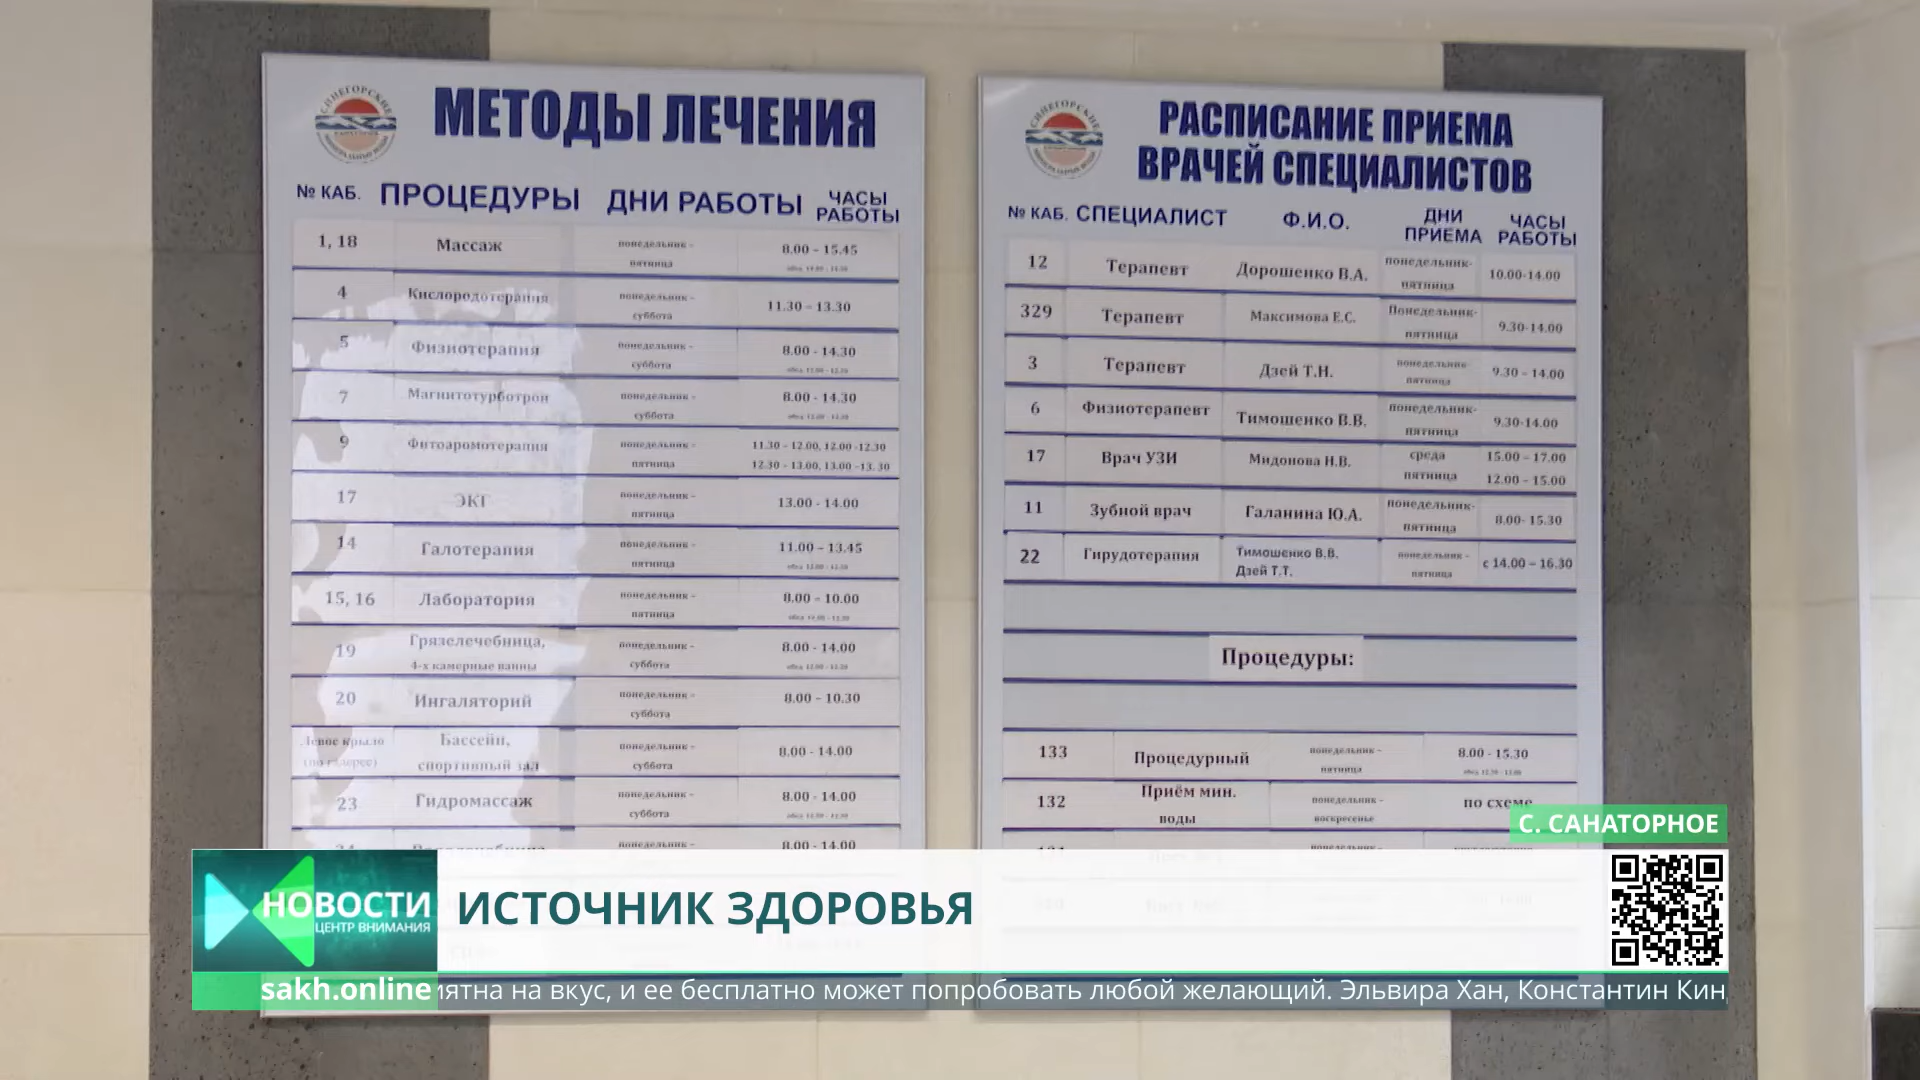 МЕТОДЫ ЛЕЧЕНИЯ
№ КАБ. ПРОЦЕДУРЫ ДНИ РАБОТЫ ЧАСЫ РАБОТЫ
1, 18 Массаж понедельник – пятница 8.00 – 15.45
4 Кислородотерапия понедельник – суббота 11.30 – 13.30
5 Физиотерапия понедельник – суббота 8.00 - 14.30
7 Магнитотурботрон понедельник – суббота 8.00 - 14.30
9 Фитоаромотерапия понедельник – пятница 11.30 – 12.00, 12.00 -12.30
12.30 – 13.00, 13.00 -13. 30
17 ЭКГ понедельник – пятница 13.00 - 14.00
14 Галотерапия понедельник – пятница 11.00 – 13.45
15, 16 Лаборатория понедельник – пятница 8.00 – 10.00
19 Грязелечебница, 4-х камерные ванны понедельник – суббота 8.00 – 14.00
20 Ингаляторий понедельник – суббота 8.00 – 10.30
Левое крыло (по галерее) Бассейн, спортивный зал понедельник – суббота 8.00 - 14.00
23 Гидромассаж понедельник – суббота 8.00 - 14.00
понедельник – 8.00 - 14.00
СИНЕГОРСКИЕ
РАСПИСАНИЕ ПРИЕМА
ВРАЧЕЙ СПЕЦИАЛИСТОВ
№ КАБ. СПЕЦИАЛИСТ Ф.И.О. ДНИ ПРИЕМА ЧАСЫ РАБОТЫ
12 Терапевт Дорошенко В.А. понедельник- пятница 10.00-14.00
329 Терапевт Максимова Е.С. Понедельник- пятница 9.30-14.00
3 Терапевт Дзей Т.Н. понедельник- пятница 9.30 – 14.00
6 Физиотерапевт Тимошенко В.В. понедельник- пятница 9.30-14.00
17 Врач УЗИ Мидонова Н.В. среда 15.00 – 17.00
пятница 12.00 – 15.00
11 Зубной врач Галанина Ю.А. понедельник- пятница 8.00- 15.30
22 Гирудотерапия Тимошенко В.В. Дзей Т.Т. понедельник - пятница с 14.00 – 16.30
Процедуры:
133 Процедурный понедельник – пятница 8.00 - 15.30
132 Приём мин. воды понедельник – воскресенье по схеме
С. САНАТОРНОЕ
НОВОСТИ
ЦЕНТР ВНИМАНИЯ
ИСТОЧНИК ЗДОРОВЬЯ
sakh.online иятна на вкус, и ее бесплатно может попробовать любой желающий. Эльвира Хан, Константин Кин,